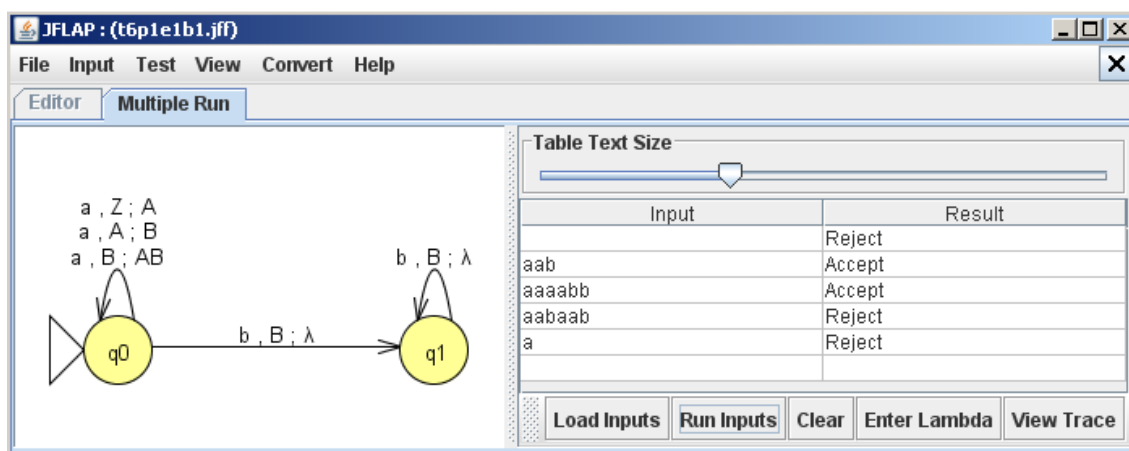 JFLAP : (t6p1e1b1.jff)
File Input Test View Convert Help
Editor Multiple Run
a , Z ; A
a , A ; B
a , B ; AB
b , B ; λ
b , B ; λ
q0
q1
Table Text Size
Input Result
Reject
aab Accept
aaaabb Accept
aabaab Reject
a Reject
Load Inputs Run Inputs Clear Enter Lambda View Trace